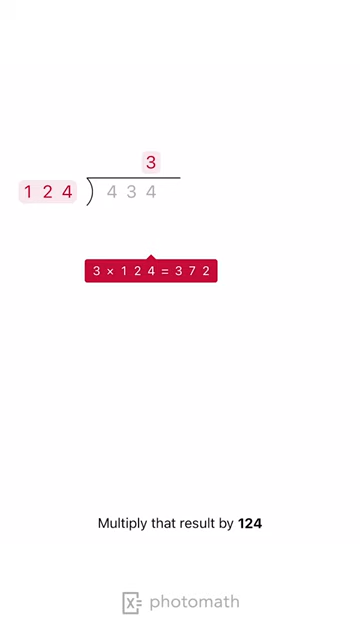 3
1 2 4 ) 4 3 4
3 × 1 2 4 = 3 7 2
Multiply that result by 124
photomath